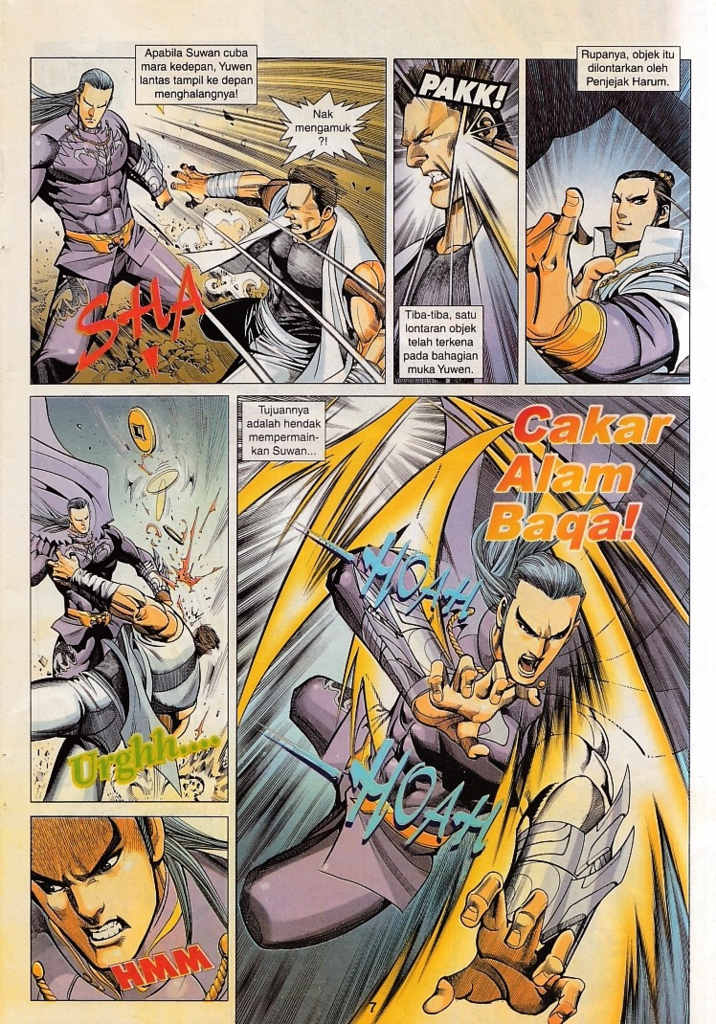 Apabila Suwan cuba
mara kedepan, Yuwen
lantas tampil ke depan
menghalangnya!
Nak
mengamuk
?!
SHA
PAKK!
Tiba-tiba, satu
lontaran objek
telah terkena
pada bahagian
muka Yuwen.
Rupanya, objek itu
dilontarkan oleh
Penjejak Harum.
Urghh....
Tujuannya
adalah hendak
mempermain-
kan Suwan...
Cakar
Alam
Baqa!
HOAH
HOAH
HMM
7